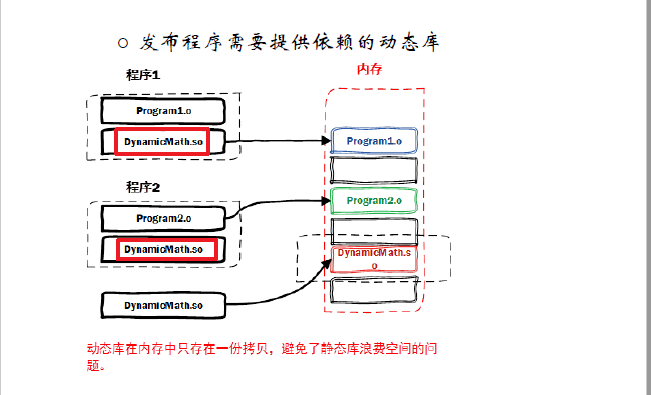 ○ 发布程序需要提供依赖的动态库
程序1
内存
Program1.o
DynamicMath.so
Program1.o
程序2
Program2.o
Program2.o
DynamicMath.so
DynamicMath.s
o
DynamicMath.so
动态库在内存中只存在一份拷贝，避免了静态库浪费空间的问
题。